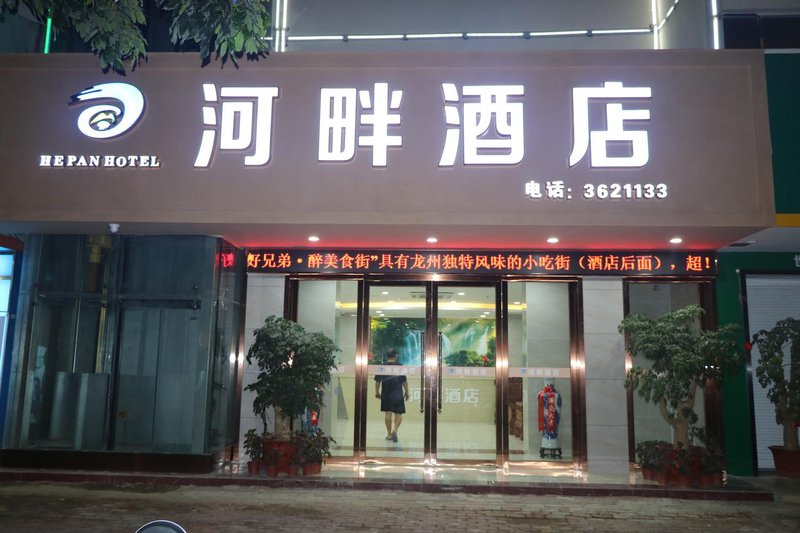 河畔酒店
HE PAN HOTEL
电话：3621133
好兄弟·醉美食街”具有龙州独特风味的小吃街（酒店后面），超！
河畔酒店